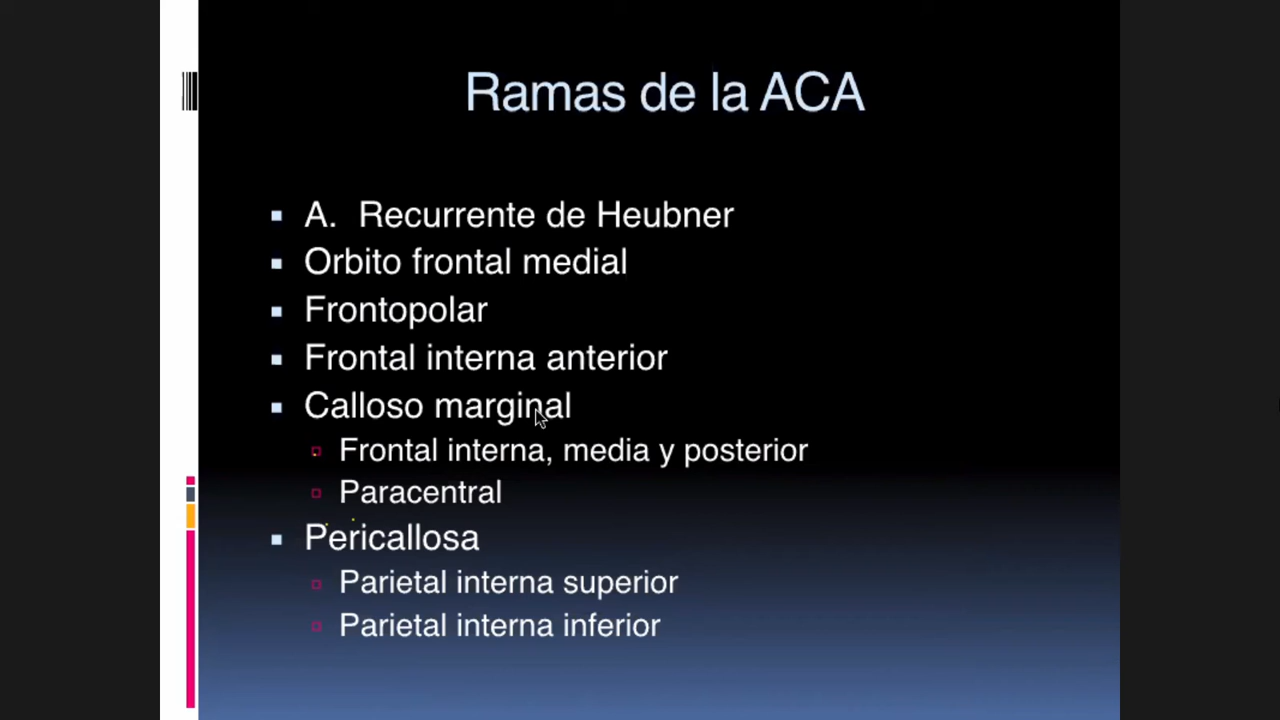 Ramas de la ACA
A. Recurrente de Heubner
Orbito frontal medial
Frontopolar
Frontal interna anterior
Calloso marginal
Frontal interna, media y posterior
Paracentral
Pericallosa
Parietal interna superior
Parietal interna inferior